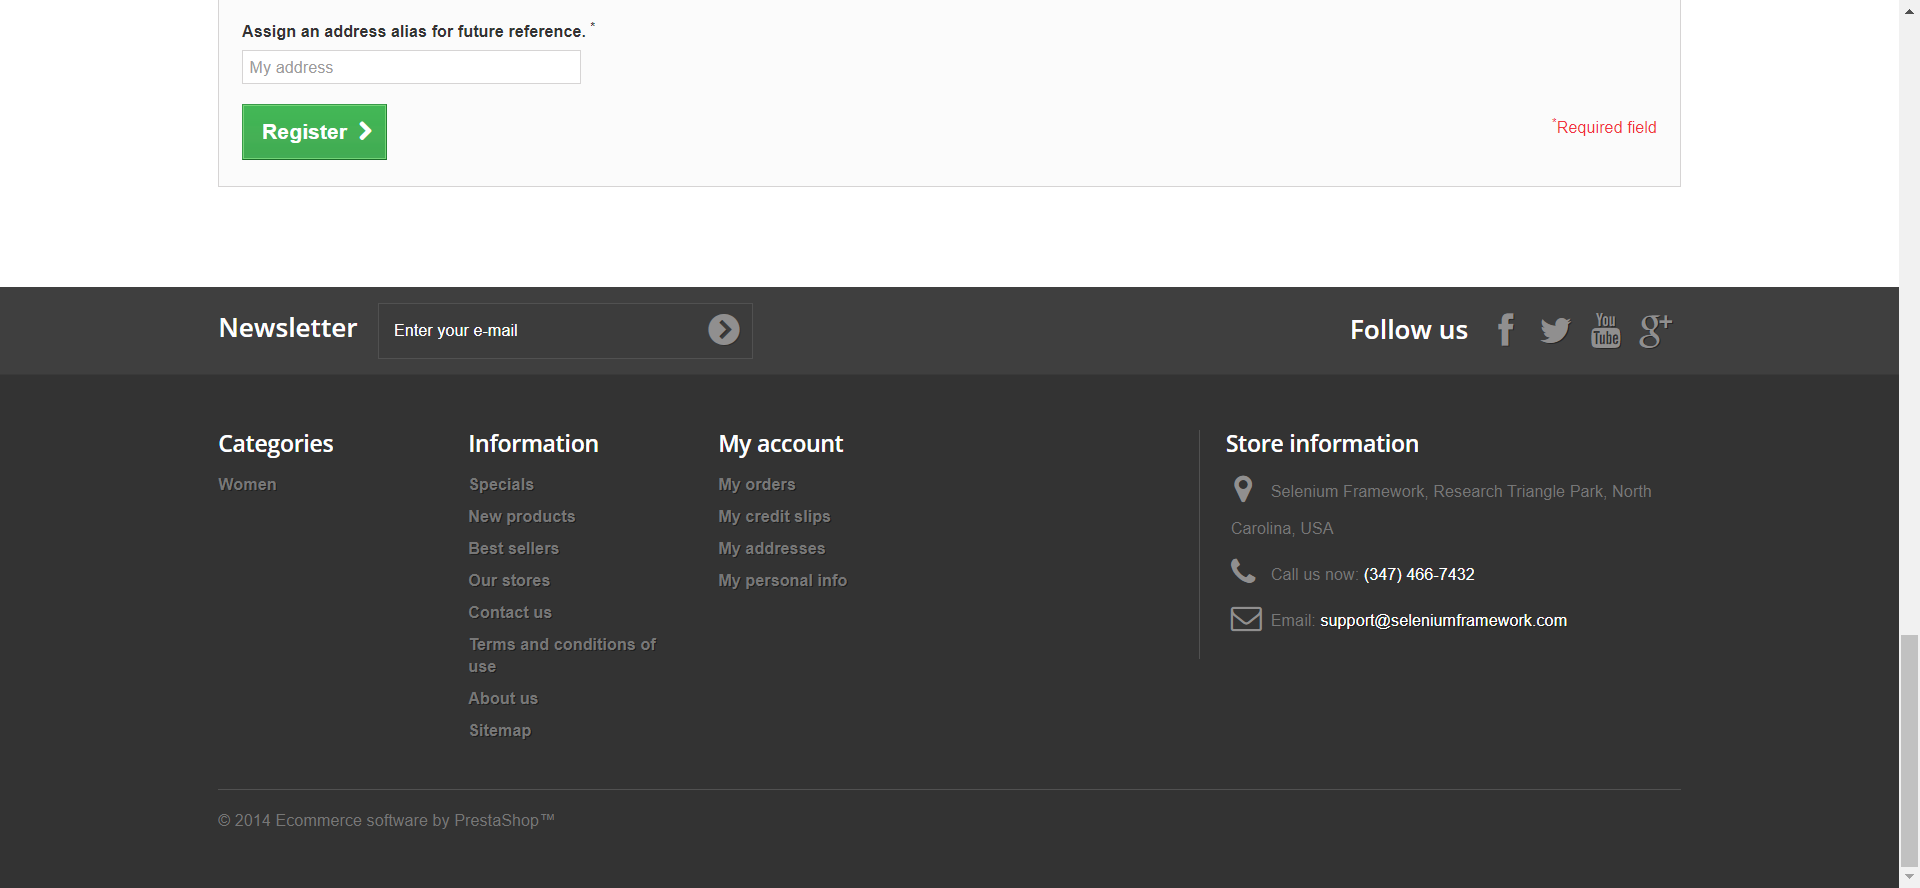 Assign an address alias for future reference. *
My address
Register
*Required field
Newsletter
Enter your e-mail
Follow us
You
Tube
g+
Categories
Women
Information
Specials
New products
Best sellers
Our stores
Contact us
Terms and conditions of
use
About us
Sitemap
My account
My orders
My credit slips
My addresses
My personal info
Store information
Selenium Framework, Research Triangle Park, North
Carolina, USA
Call us now: (347) 466-7432
Email: support@seleniumframework.com
© 2014 Ecommerce software by PrestaShop™